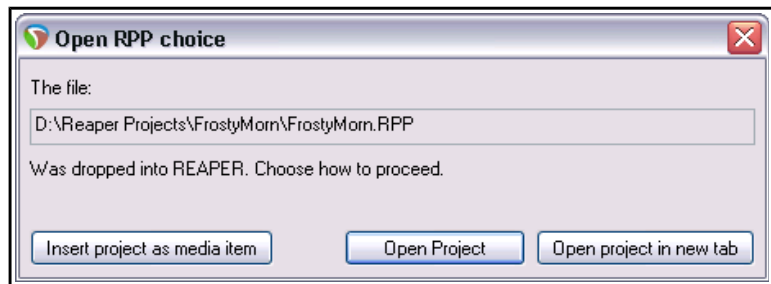 Open RPP choice
The file:
D:\Reaper Projects\FrostyMorn\FrostyMorn.RPP
Was dropped into REAPER. Choose how to proceed.
Insert project as media item Open Project Open project in new tab